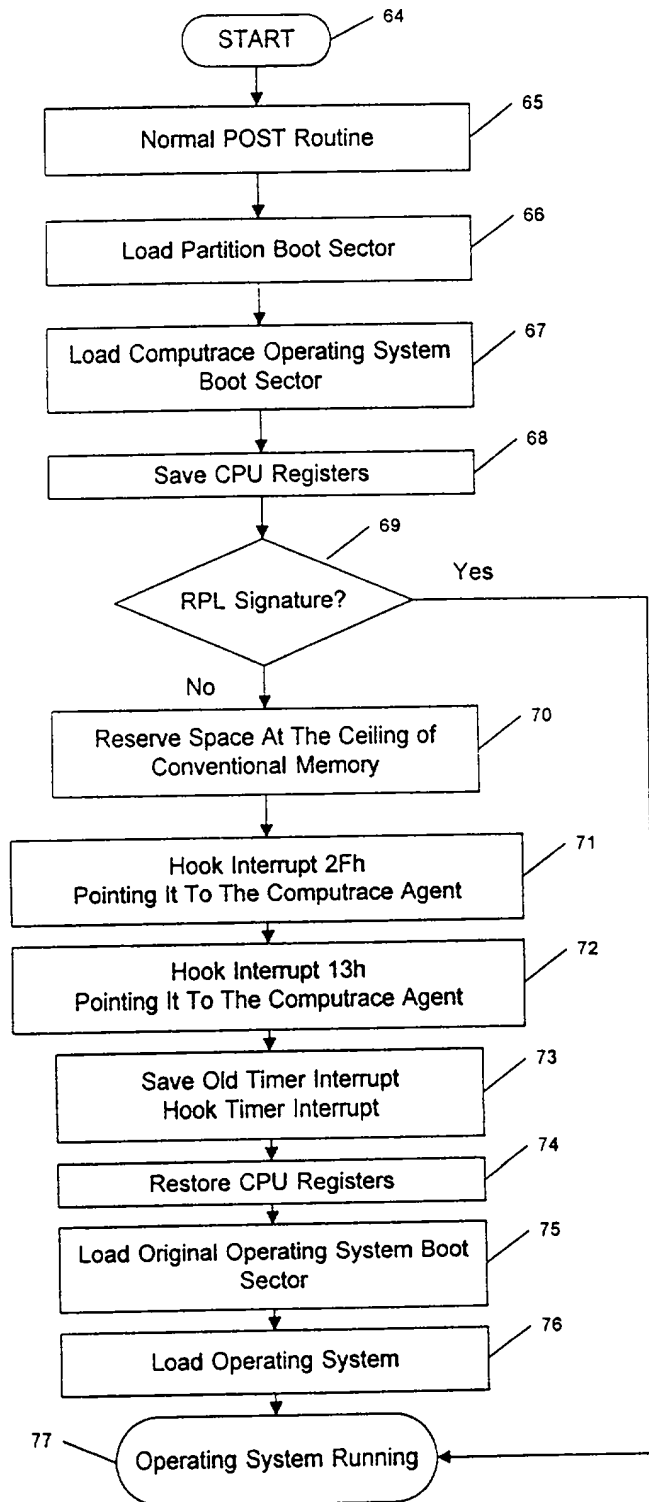 64
START
65
Normal POST Routine
66
Load Partition Boot Sector
67
Load Computrace Operating System
Boot Sector
68
Save CPU Registers
69
Yes
RPL Signature?
No
70
Reserve Space At The Ceiling of
Conventional Memory
71
Hook Interrupt 2Fh
Pointing It To The Computrace Agent
72
Hook Interrupt 13h
Pointing It To The Computrace Agent
73
Save Old Timer Interrupt
Hook Timer Interrupt
74
Restore CPU Registers
75
Load Original Operating System Boot
Sector
76
Load Operating System
77
Operating System Running